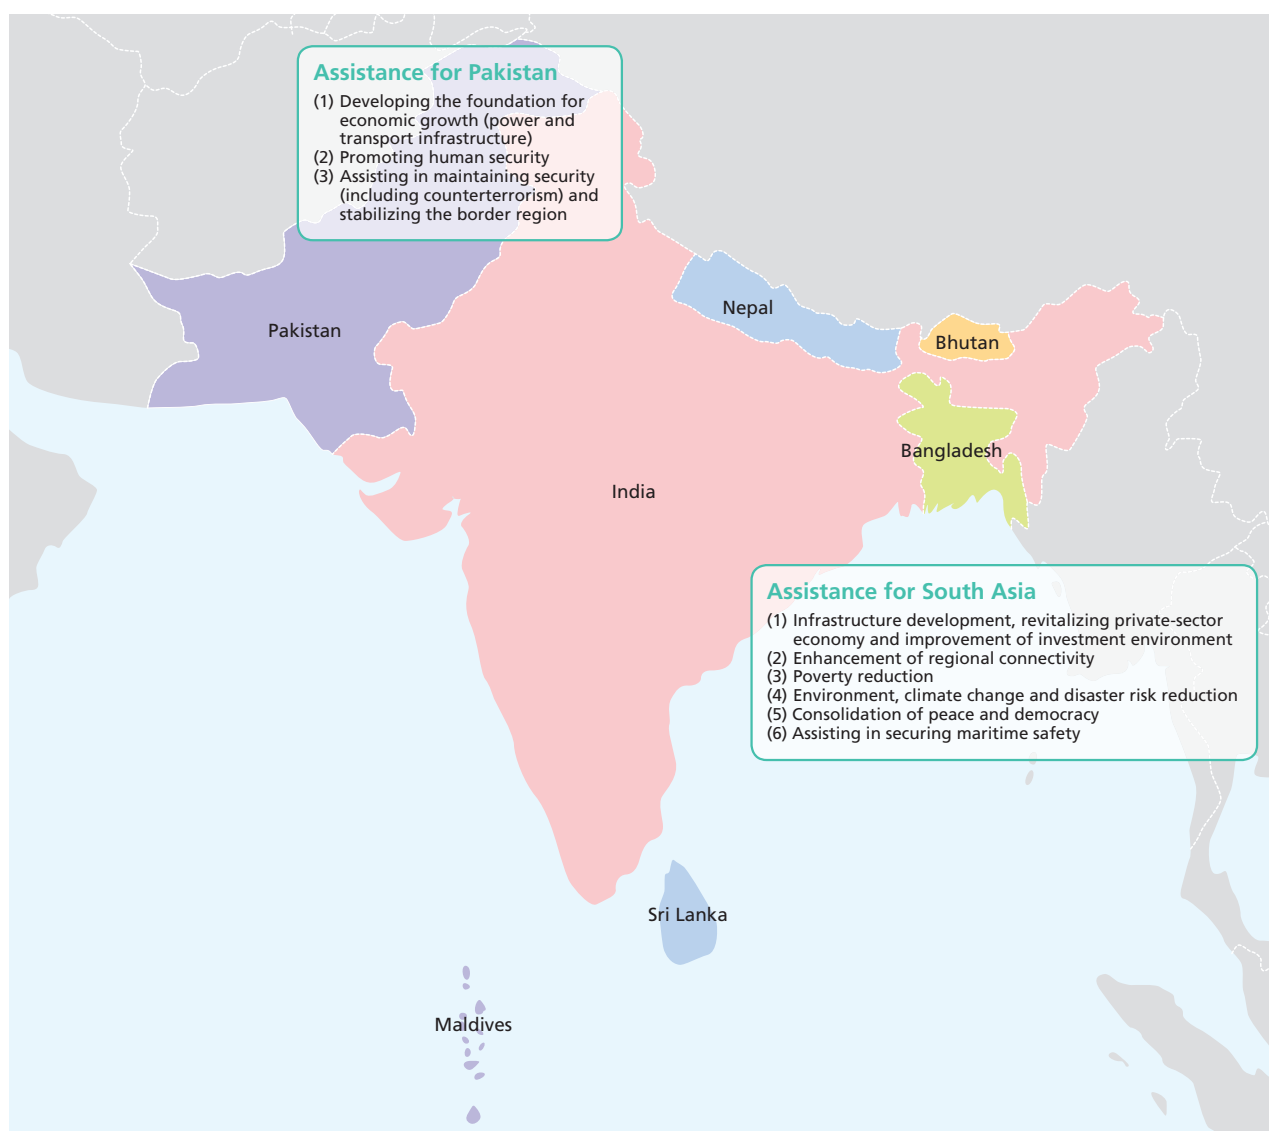 Assistance for Pakistan
(1) Developing the foundation for
economic growth (power and
transport infrastructure)
(2) Promoting human security
(3) Assisting in maintaining security
(including counterterrorism) and
stabilizing the border region
Nepal
Pakistan
Bhutan
Bangladesh
India
Assistance for South Asia
(1) Infrastructure development, revitalizing private-sector
economy and improvement of investment environment
(2) Enhancement of regional connectivity
(3) Poverty reduction
(4) Environment, climate change and disaster risk reduction
(5) Consolidation of peace and democracy
(6) Assisting in securing maritime safety
Sri Lanka
Maldives